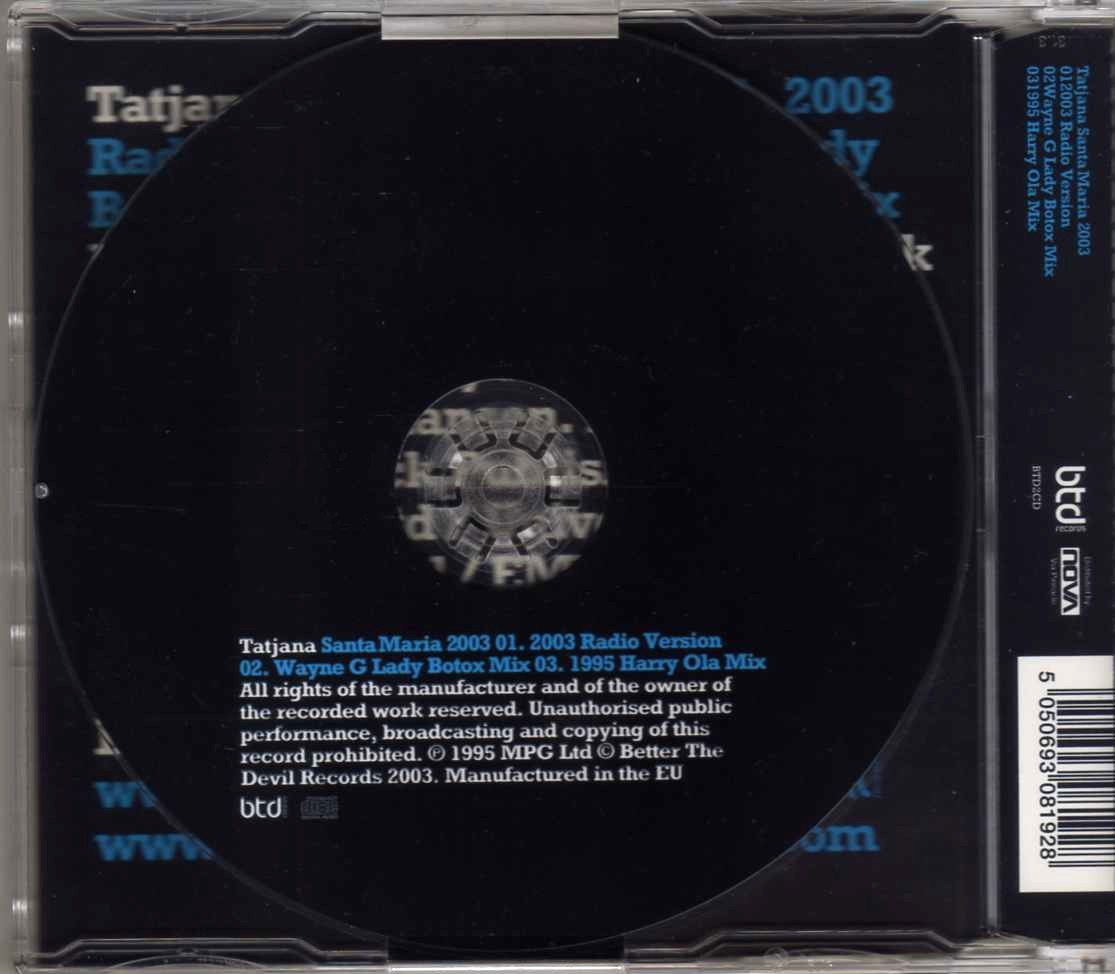 2003
Tatjana Santa Maria 2003 01. 2003 Radio Version
02. Wayne G Lady Botox Mix 03. 1995 Harry Ola Mix
All rights of the manufacturer and of the owner of
the recorded work reserved. Unauthorised public
performance, broadcasting and copying of this
record prohibited. ℗ 1995 MPG Ltd © Better The
Devil Records 2003. Manufactured in the EU
btd
Tatjana Santa Maria 2003
012003 Radio Version
02Wayne G Lady Botox Mix
031995 Harry Ola Mix
btd
records
BTD2CD
nova
5 050693 081928